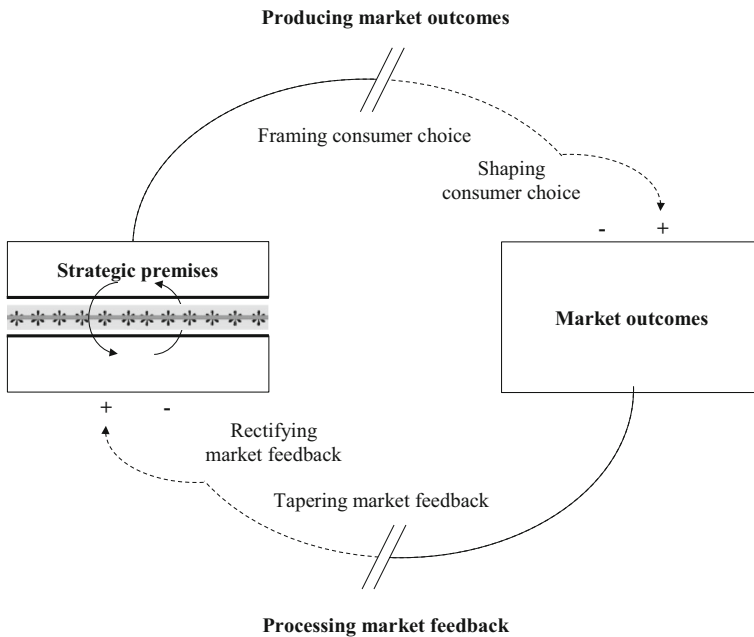 Producing market outcomes
Framing consumer choice
Shaping
consumer choice
- +
Strategic premises
Market outcomes
+ -
Rectifying
market feedback
Tapering market feedback
Processing market feedback